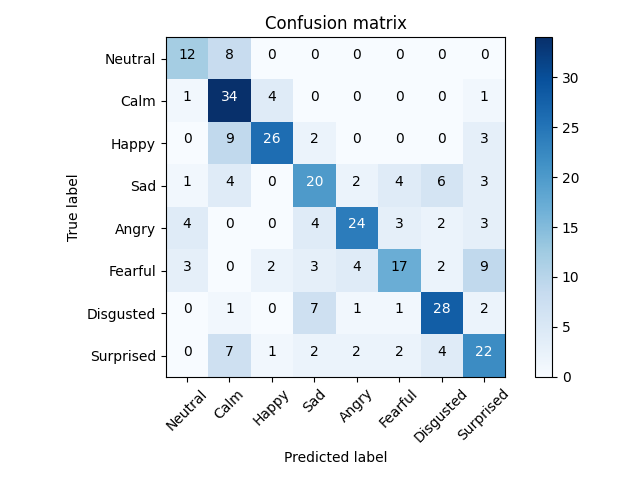 Confusion matrix
True label
Neutral 12 8 0 0 0 0 0 0
Calm 1 34 4 0 0 0 0 1
Happy 0 9 26 2 0 0 0 3
Sad 1 4 0 20 2 4 6 3
Angry 4 0 0 4 24 3 2 3
Fearful 3 0 2 3 4 17 2 9
Disgusted 0 1 0 7 1 1 28 2
Surprised 0 7 1 2 2 2 4 22
Neutral Calm Happy Sad Angry Fearful Disgusted Surprised
Predicted label
30
25
20
15
10
5
0